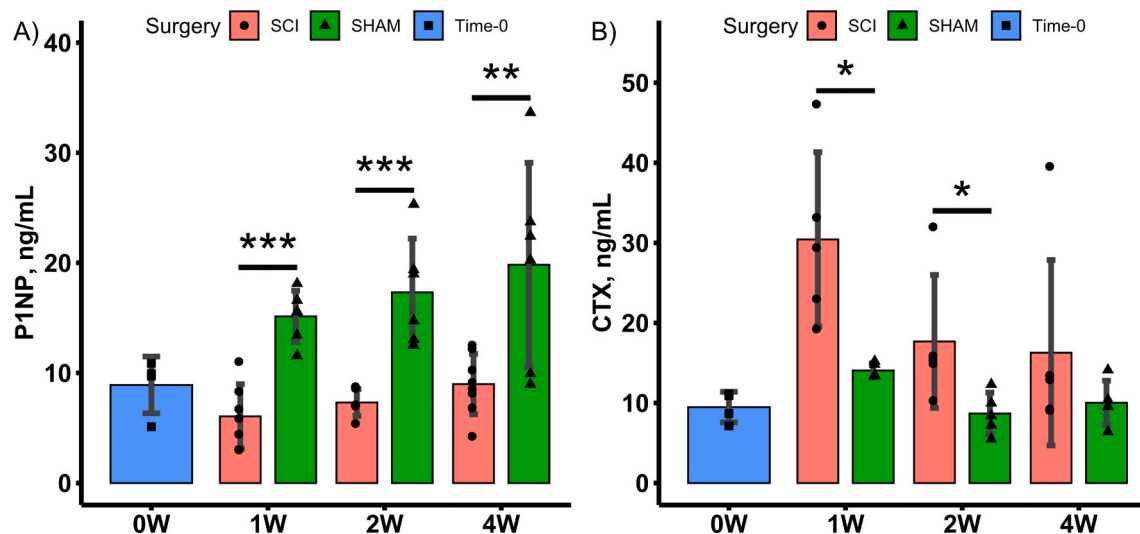 A) Surgery SCI SHAM Time-0
40
30
20
10
0
P1NP, ng/mL
***
***
**
0W 1W 2W 4W
B) Surgery SCI SHAM Time-0
50
40
30
20
10
0
CTX, ng/mL
*
*
0W 1W 2W 4W